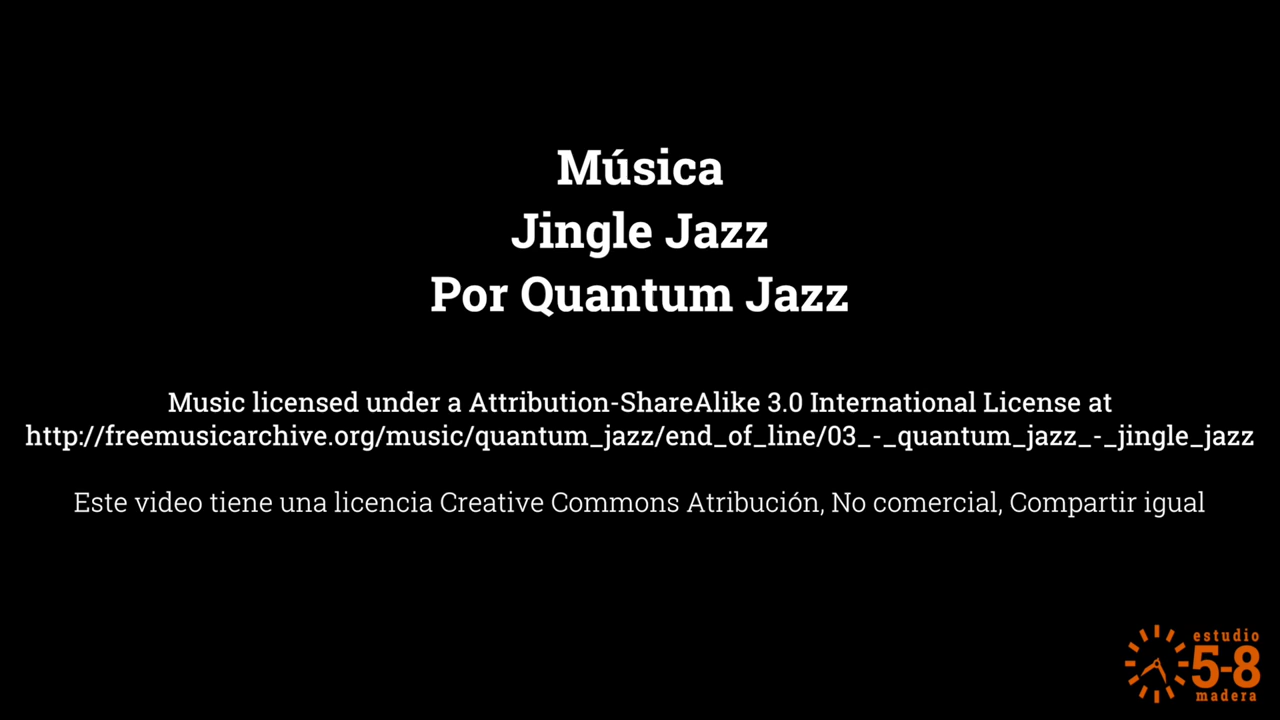 Música
Jingle Jazz
Por Quantum Jazz
Music licensed under a Attribution-ShareAlike 3.0 International License at
http://freemusicarchive.org/music/quantum_jazz/end_of_line/03_-_quantum_jazz_-_jingle_jazz
Este video tiene una licencia Creative Commons Atribución, No comercial, Compartir igual
estudio
5-8
madera